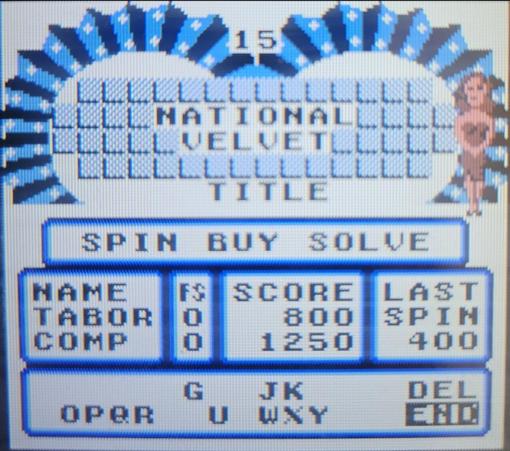 15
NATIONAL
VELVET
TITLE
SPIN BUY SOLVE
NAME FS SCORE LAST
TABOR 0 800 SPIN
COMP 0 1250 400
G JK DEL
OPQR U WXY END